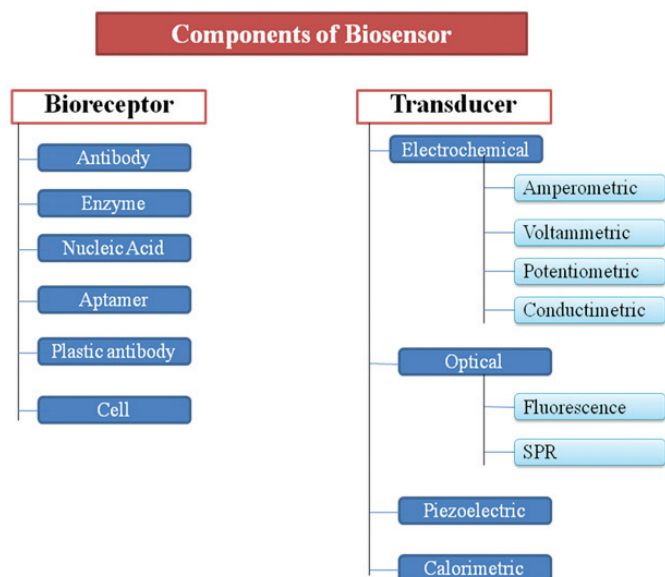 Components of Biosensor
Bioreceptor
Antibody
Enzyme
Nucleic Acid
Aptamer
Plastic antibody
Cell
Transducer
Electrochemical
Amperometric
Voltammetric
Potentiometric
Conductimetric
Optical
Fluorescence
SPR
Piezoelectric
Calorimetric